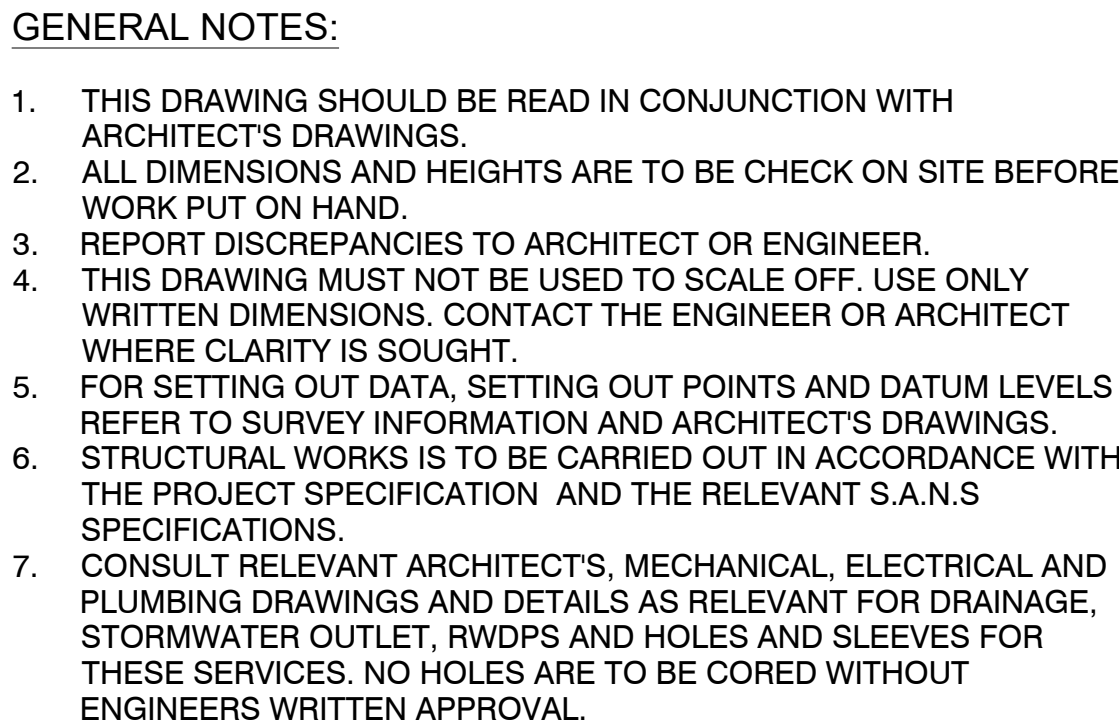 GENERAL NOTES:
1. THIS DRAWING SHOULD BE READ IN CONJUNCTION WITH
ARCHITECT'S DRAWINGS.
2. ALL DIMENSIONS AND HEIGHTS ARE TO BE CHECK ON SITE BEFORE
WORK PUT ON HAND.
3. REPORT DISCREPANCIES TO ARCHITECT OR ENGINEER.
4. THIS DRAWING MUST NOT BE USED TO SCALE OFF. USE ONLY
WRITTEN DIMENSIONS. CONTACT THE ENGINEER OR ARCHITECT
WHERE CLARITY IS SOUGHT.
5. FOR SETTING OUT DATA, SETTING OUT POINTS AND DATUM LEVELS
REFER TO SURVEY INFORMATION AND ARCHITECT'S DRAWINGS.
6. STRUCTURAL WORKS IS TO BE CARRIED OUT IN ACCORDANCE WITH
THE PROJECT SPECIFICATION  AND THE RELEVANT S.A.N.S
SPECIFICATIONS.
7. CONSULT RELEVANT ARCHITECT'S, MECHANICAL, ELECTRICAL AND
PLUMBING DRAWINGS AND DETAILS AS RELEVANT FOR DRAINAGE,
STORMWATER OUTLET, RWDPS AND HOLES AND SLEEVES FOR
THESE SERVICES. NO HOLES ARE TO BE CORED WITHOUT
ENGINEERS WRITTEN APPROVAL.